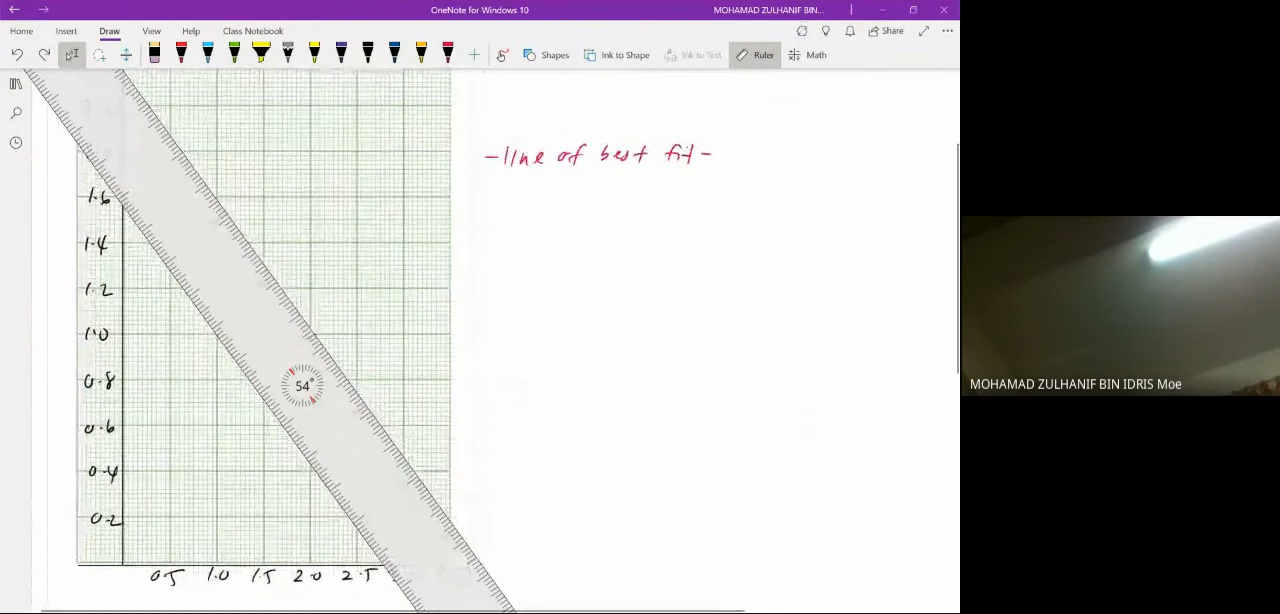 OneNote for Windows 10
MOHAMAD ZULHANIF BIN...
Home Insert Draw View Help Class Notebook
Share
Shapes
Ink to Shape
Ink to Text
Ruler
Math
-line of best fit-
1.6
1.4
1.2
1.0
0.8
0.6
0.4
0.2
54°
0.5 1.0 1.5 2.0 2.5
MOHAMAD ZULHANIF BIN IDRIS Moe